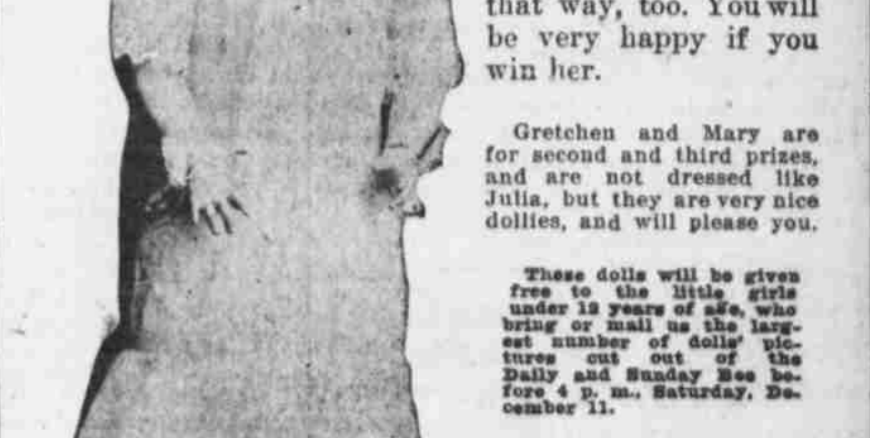 that way, too. You will
be very happy if you
win her.
Gretchen and Mary are
for second and third prizes,
and are not dressed like
Julia, but they are very nice
dollies, and will please you.
These dolls will be given
free to the little girls
under 12 years of age, who
bring or mail us the larg-
est number of dolls' pic-
tures cut out of the
Daily and Sunday Bee be-
fore 4 p. m., Saturday, De-
cember 11.